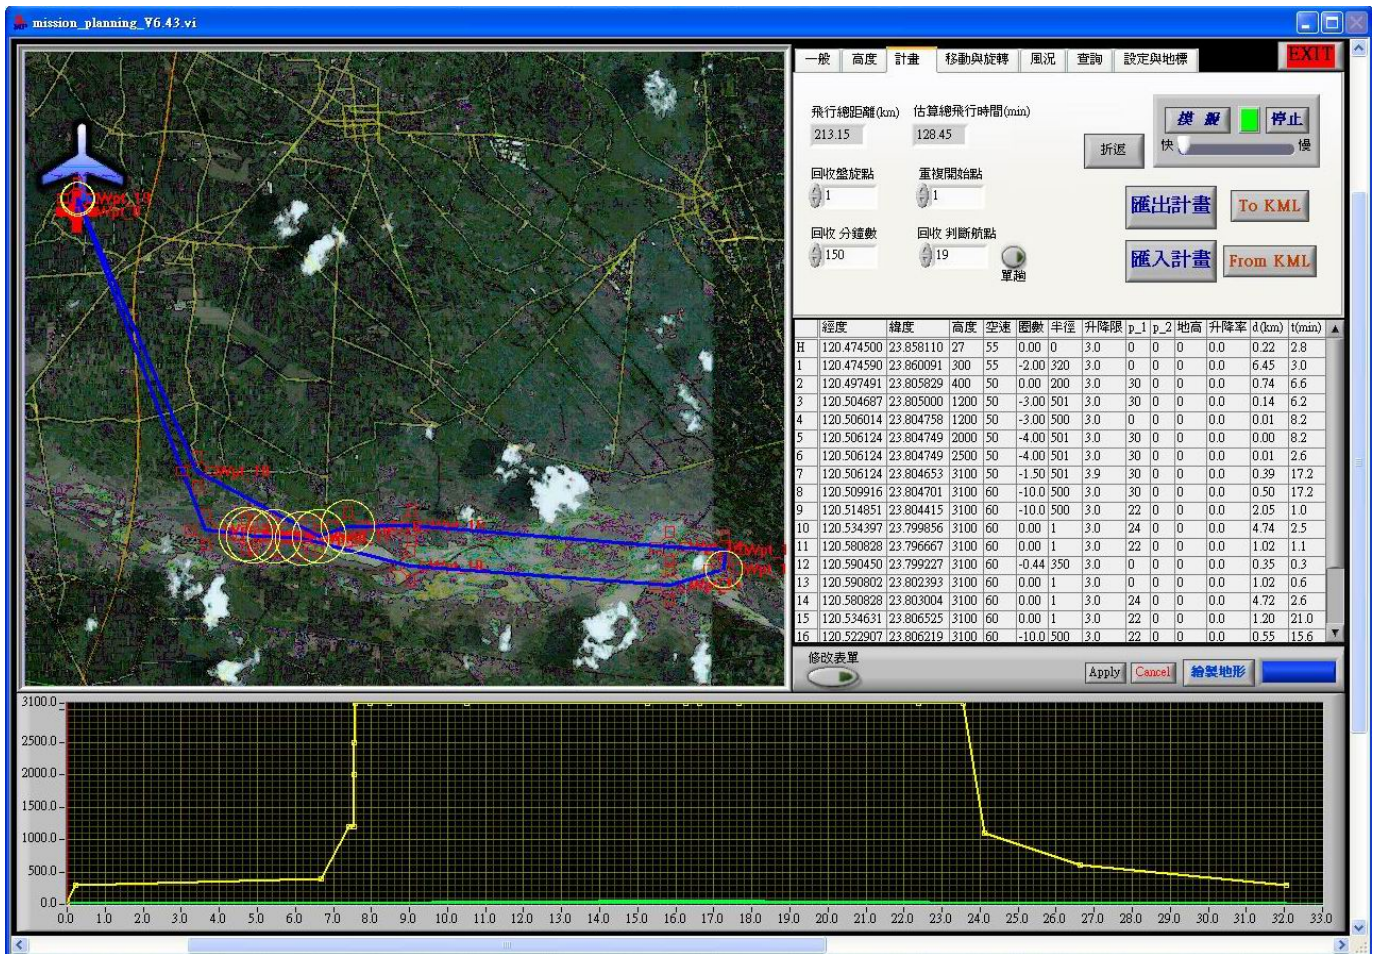 mission_planning_V6.43.vi
一般 高度 計畫 移動與旋轉 風況 查詢 設定與地標 EXIT
飛行總距離(km) 估算總飛行時間(min)
213.15 128.45
模擬 停止
快 慢
折返
回收盤旋點 重複開始點
1 1
匯出計畫 To KML
回收 分鐘數 回收 判斷航點
150 19
單趟
匯入計畫 From KML
Wpt_19
Wpt_0
Wpt_18
經度 緯度 高度 空速 圈數 半徑 升降限 p_1 p_2 地高 升降率 d(km) t(min)
H 120.474500 23.858110 27 55 0.00 0 3.0 0 0 0 0.0 0.22 2.8
1 120.474590 23.860091 300 55 -2.00 320 3.0 0 0 0 0.0 6.45 3.0
2 120.497491 23.805829 400 50 0.00 200 3.0 30 0 0 0.0 0.74 6.6
3 120.504687 23.805000 1200 50 -3.00 501 3.0 30 0 0 0.0 0.14 6.2
4 120.506014 23.804758 1200 50 -3.00 500 3.0 0 0 0 0.0 0.01 8.2
5 120.506124 23.804749 2000 50 -4.00 501 3.0 30 0 0 0.0 0.00 8.2
6 120.506124 23.804749 2500 50 -4.00 501 3.0 30 0 0 0.0 0.01 2.6
7 120.506124 23.804653 3100 50 -1.50 501 3.9 30 0 0 0.0 0.39 17.2
8 120.509916 23.804701 3100 60 -10.0 500 3.0 30 0 0 0.0 0.50 17.2
9 120.514851 23.804415 3100 60 -10.0 500 3.0 22 0 0 0.0 2.05 1.0
10 120.534397 23.799856 3100 60 0.00 1 3.0 24 0 0 0.0 4.74 2.5
11 120.580828 23.796667 3100 60 0.00 1 3.0 22 0 0 0.0 1.02 1.1
12 120.590450 23.799227 3100 60 -0.44 350 3.0 0 0 0 0.0 0.35 0.3
13 120.590802 23.802393 3100 60 0.00 1 3.0 0 0 0 0.0 1.02 0.6
14 120.580828 23.803004 3100 60 0.00 1 3.0 24 0 0 0.0 4.72 2.6
15 120.534631 23.806525 3100 60 0.00 1 3.0 22 0 0 0.0 1.20 21.0
16 120.522907 23.806219 3100 60 -10.0 500 3.0 22 0 0 0.0 0.55 15.6
修改表單
Apply Cancel 繪製地形
3100.0
2500.0
2000.0
1500.0
1000.0
500.0
0.0
0.0 1.0 2.0 3.0 4.0 5.0 6.0 7.0 8.0 9.0 10.0 11.0 12.0 13.0 14.0 15.0 16.0 17.0 18.0 19.0 20.0 21.0 22.0 23.0 24.0 25.0 26.0 27.0 28.0 29.0 30.0 31.0 32.0 33.0